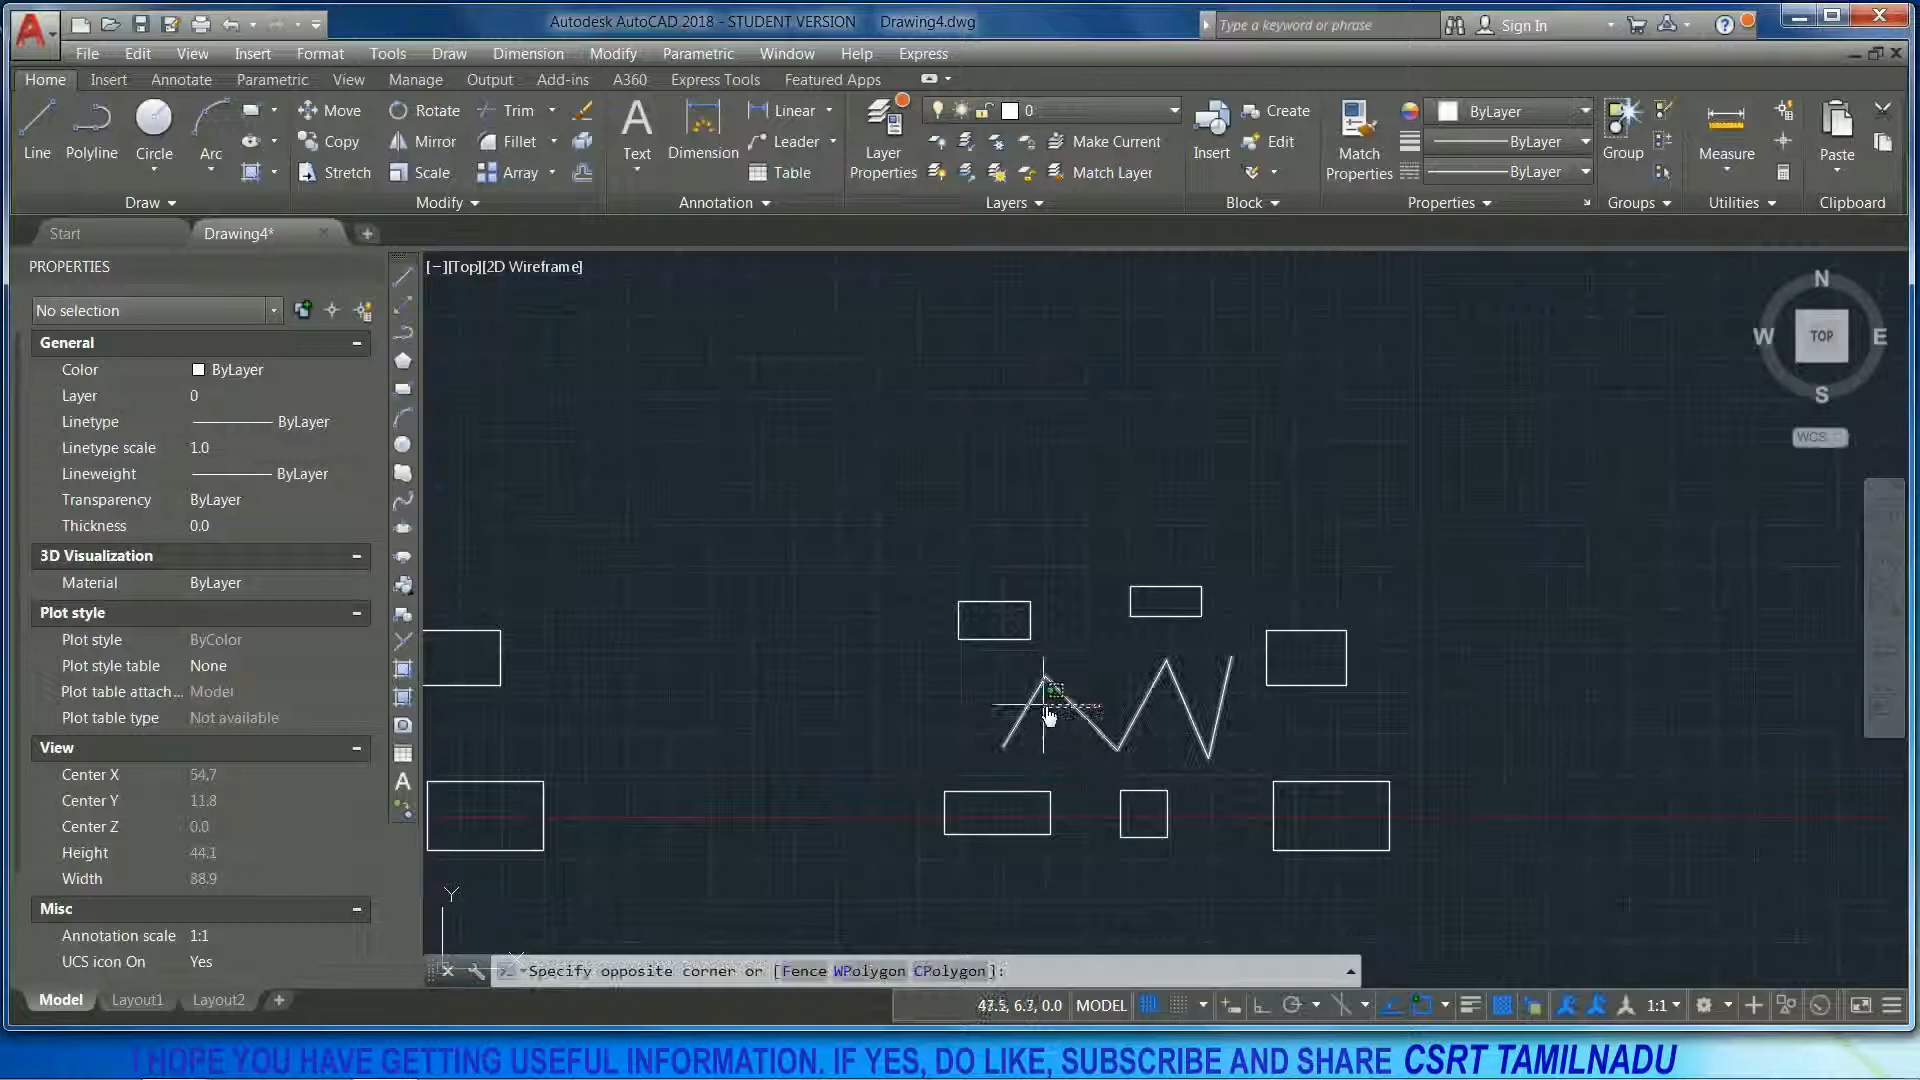 Autodesk AutoCAD 2018 - STUDENT VERSION Drawing4.dwg
Type a keyword or phrase
Sign In
File Edit View Insert Format Tools Draw Dimension Modify Parametric Window Help Express
Home Insert Annotate Parametric View Manage Output Add-ins A360 Express Tools Featured Apps
Line Polyline Circle Arc
Move Rotate Trim
Copy Mirror Fillet
Stretch Scale Array
Text Dimension
Linear
Leader
Table
Layer Properties
0
Make Current
Match Layer
Insert
Create
Edit
Match Properties
ByLayer
ByLayer
ByLayer
Group
Measure
Paste
Draw Modify Annotation Layers Block Properties Groups Utilities Clipboard
Start Drawing4*
PROPERTIES
[−][Top][2D Wireframe]
No selection
General
Color ByLayer
Layer 0
Linetype ByLayer
Linetype scale 1.0
Lineweight ByLayer
Transparency ByLayer
Thickness 0.0
3D Visualization
Material ByLayer
Plot style
Plot style ByColor
Plot style table None
Plot table attach... Model
Plot table type Not available
View
Center X 54.7
Center Y 11.8
Center Z 0.0
Height 44.1
Width 88.9
Misc
Annotation scale 1:1
UCS icon On Yes
N
W TOP E
S
WCS
A
Y
X
Specify opposite corner or [Fence WPolygon CPolygon]:
Model Layout1 Layout2
47.5, 6.7, 0.0 MODEL
1:1
I HOPE YOU HAVE GETTING USEFUL INFORMATION. IF YES, DO LIKE, SUBSCRIBE AND SHARE CSRT TAMILNADU